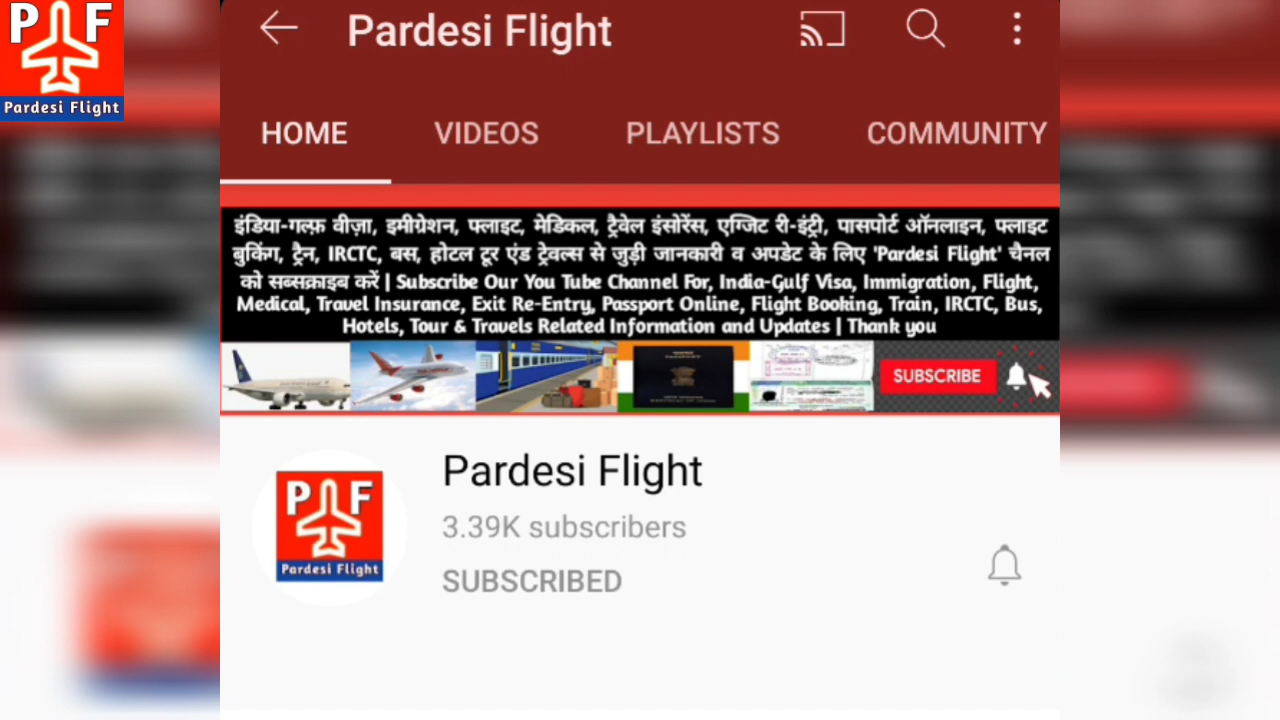 P F
Pardesi Flight
Pardesi Flight
HOME VIDEOS PLAYLISTS COMMUNITY
इंडिया-गल्फ़ वीज़ा, इमीग्रेशन, फ्लाइट, मेडिकल, ट्रैवेल इंसोरेंस, एग्जिट री-इंट्री, पासपोर्ट ऑनलाइन, फ्लाइट
बुकिंग, ट्रैन, IRCTC, बस, होटल टूर एंड ट्रेवल्स से जुड़ी जानकारी व अपडेट के लिए 'Pardesi Flight' चैनल
को सब्सक्राइब करें | Subscribe Our You Tube Channel For, India-Gulf Visa, Immigration, Flight,
Medical, Travel Insurance, Exit Re-Entry, Passport Online, Flight Booking, Train, IRCTC, Bus,
Hotels, Tour & Travels Related Information and Updates | Thank you
SUBSCRIBE
P F
Pardesi Flight
Pardesi Flight
3.39K subscribers
SUBSCRIBED